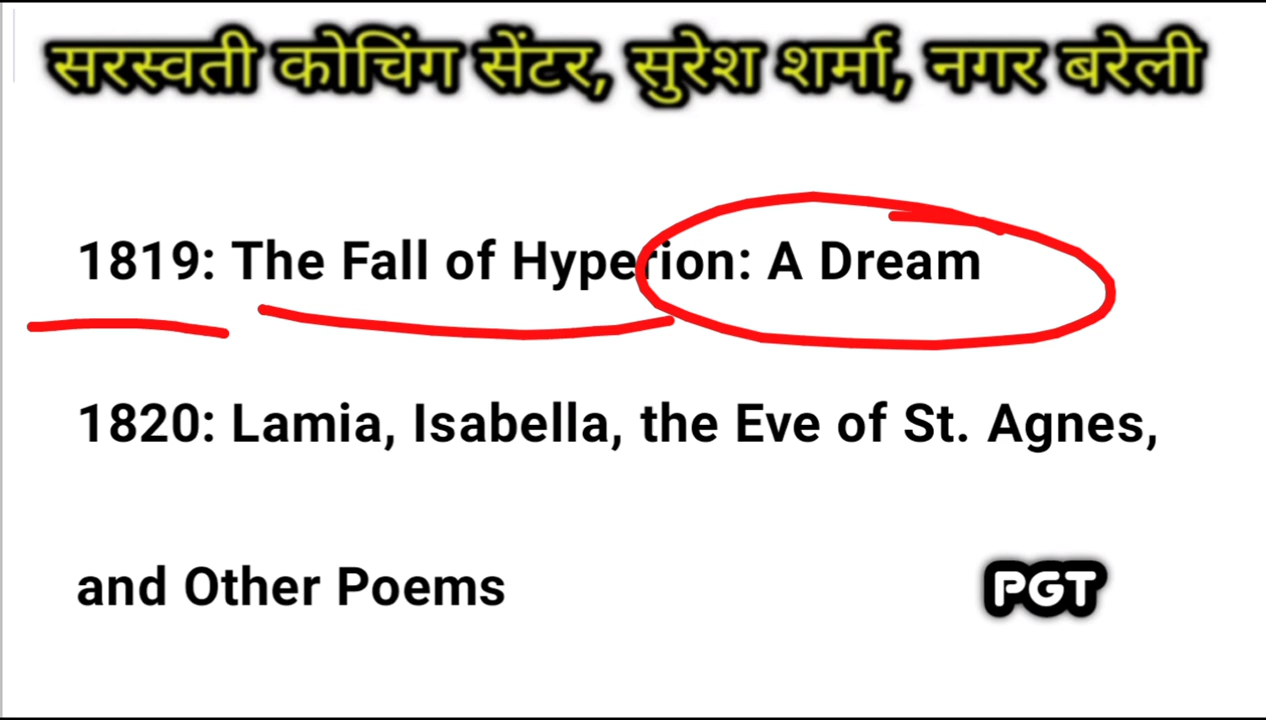 सरस्वती कोचिंग सेंटर, सुरेश शर्मा, नगर बरेली
1819: The Fall of Hyperion: A Dream
1820: Lamia, Isabella, the Eve of St. Agnes,
and Other Poems
PGT